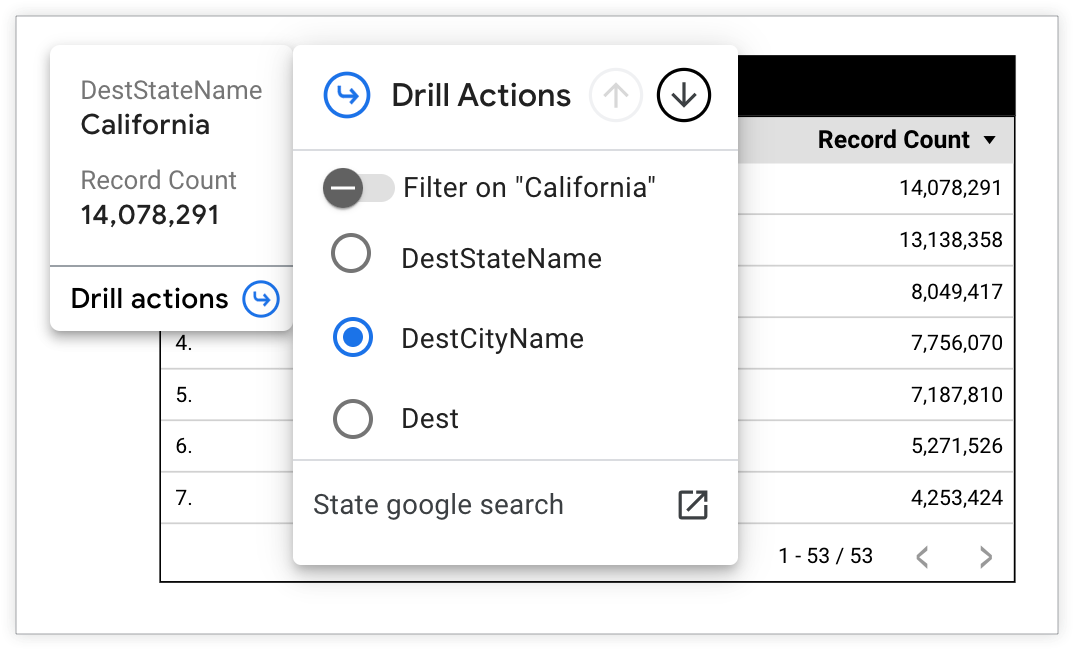 DestStateName
California
Record Count
14,078,291
Drill actions
Drill Actions
Filter on "California"
DestStateName
DestCityName
Dest
State google search
Record Count
14,078,291
13,138,358
8,049,417
4. 7,756,070
5. 7,187,810
6. 5,271,526
7. 4,253,424
1 - 53 / 53